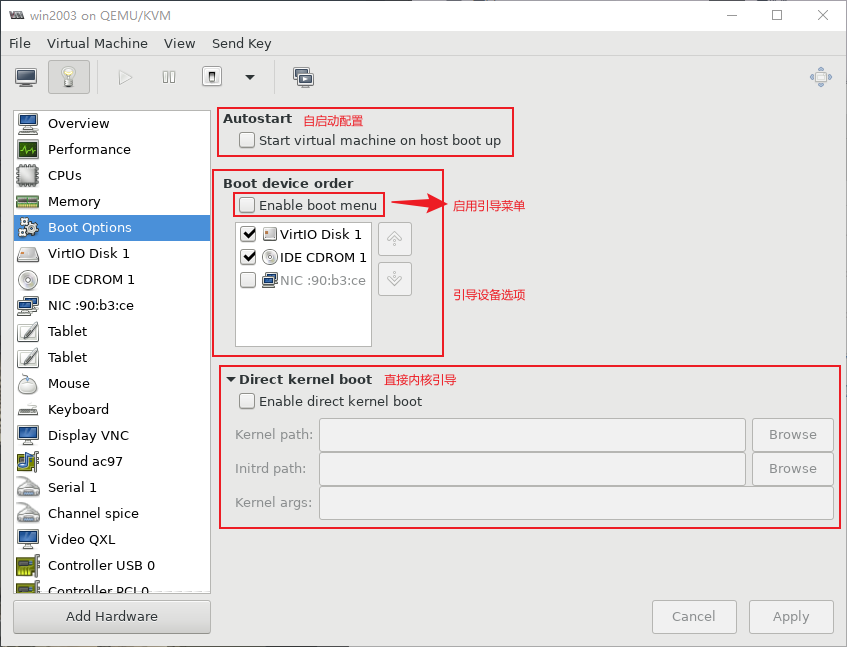 win2003 on QEMU/KVM
File Virtual Machine View Send Key
Overview
Performance
CPUs
Memory
Boot Options
VirtIO Disk 1
IDE CDROM 1
NIC :90:b3:ce
Tablet
Tablet
Mouse
Keyboard
Display VNC
Sound ac97
Serial 1
Channel spice
Video QXL
Controller USB 0
Controller PCI 0
Add Hardware
Autostart 自启动配置
Start virtual machine on host boot up
Boot device order
Enable boot menu 启用引导菜单
VirtIO Disk 1
IDE CDROM 1
NIC :90:b3:ce
引导设备选项
Direct kernel boot 直接内核引导
Enable direct kernel boot
Kernel path: Browse
Initrd path: Browse
Kernel args:
Cancel Apply